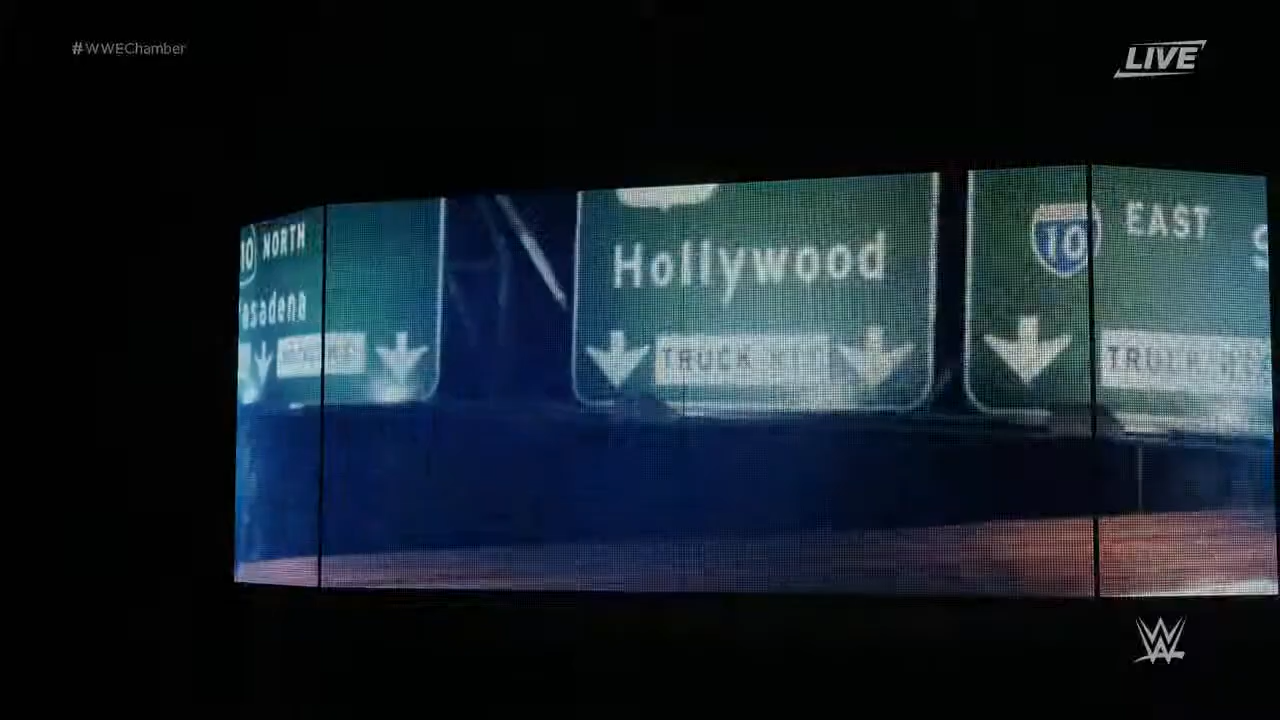 #WWEChamber
LIVE
10 NORTH
asadena
Hollywood
TRUCK
10 EAST
TRUCK
W